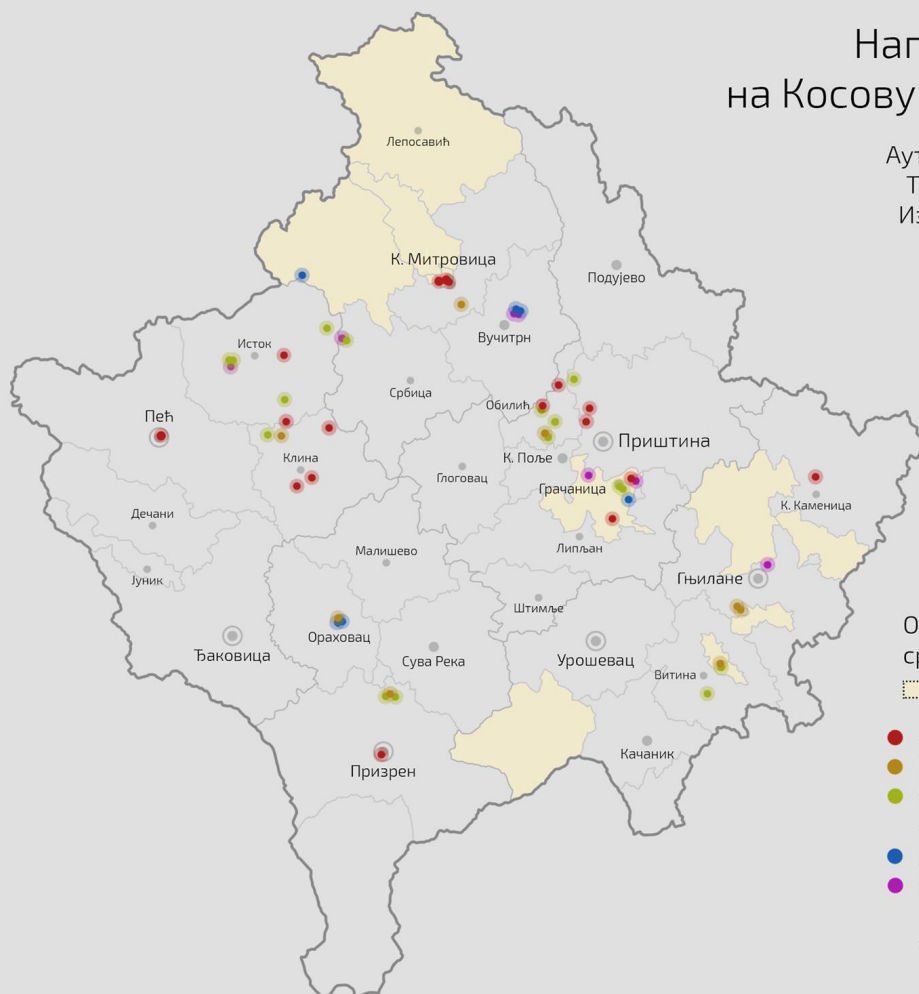 Нап
на Косову
Аут
Т
Из
Лепосавић
К. Митровица
Подујево
Вучитрн
Исток
Србица
Обилић
Пећ
Приштина
К. Поље
Клина
Глоговац
Грачаница
К. Каменица
Дечани
Липљан
Малишево
Јуник
Гњилане
Штимље
Ораховац
Ђаковица
Сува Река
Урошевац
Витина
Качаник
Призрен
О
ср